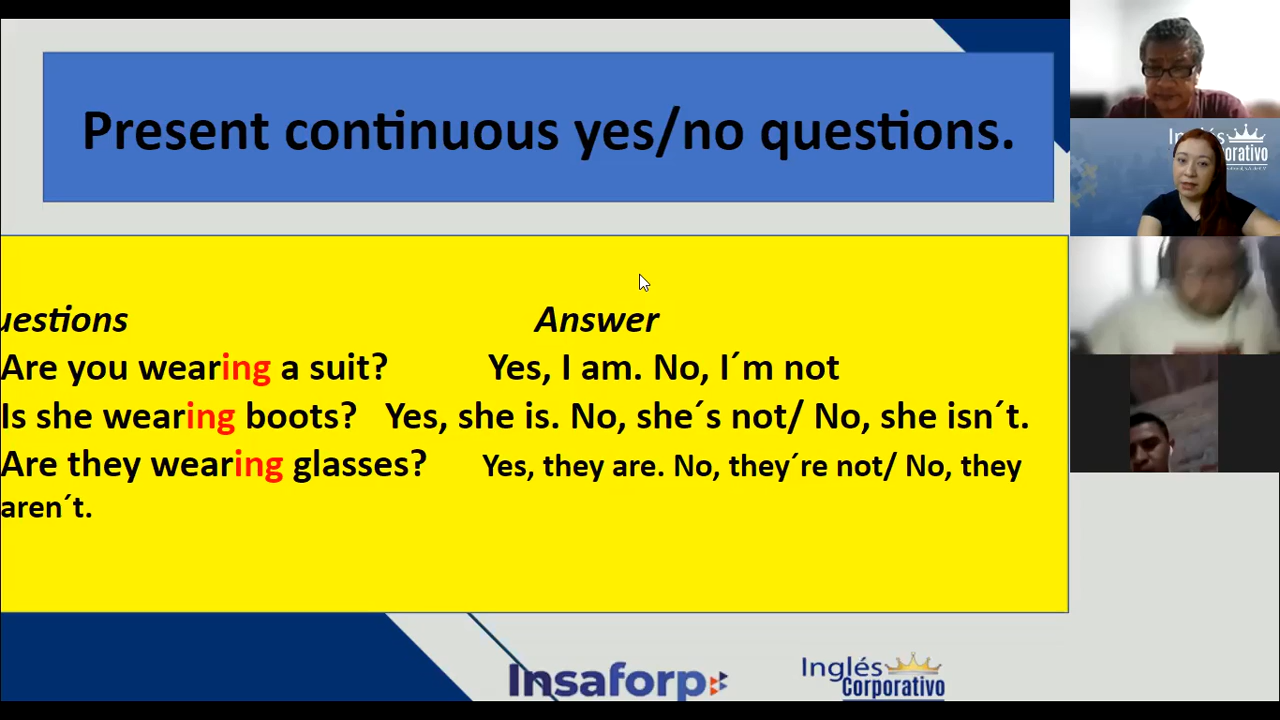 Present continuous yes/no questions.
uestions Answer
Are you wearing a suit? Yes, I am. No, I´m not
Is she wearing boots? Yes, she is. No, she´s not/ No, she isn´t.
Are they wearing glasses? Yes, they are. No, they´re not/ No, they
aren´t.
Insaforp
Inglés
Corporativo
Inglés
orativo